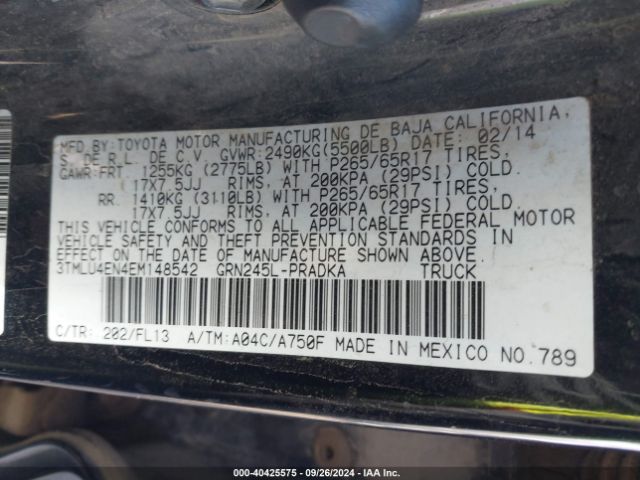 MFD.BY:TOYOTA MOTOR MANUFACTURING DE BAJA CALIFORNIA,
S. DE R.L. DE C.V. GVWR:2490KG(5500LB) DATE: 02/14
GAWR:FRT. 1255KG (2775LB) WITH P265/65R17 TIRES,
17X7.5JJ RIMS, AT 200KPA (29PSI) COLD.
RR. 1410KG (3110LB) WITH P265/65R17 TIRES,
17X7.5JJ RIMS, AT 200KPA (29PSI) COLD.
THIS VEHICLE CONFORMS TO ALL APPLICABLE FEDERAL MOTOR
VEHICLE SAFETY AND THEFT PREVENTION STANDARDS IN
EFFECT ON THE DATE OF MANUFACTURE SHOWN ABOVE.
3TMLU4EN4EM148542 GRN245L-PRADKA TRUCK
C/TR: 202/FL13 A/TM:A04C/A750F MADE IN MEXICO NO.789
000-40425575 - 09/26/2024 - IAA Inc.